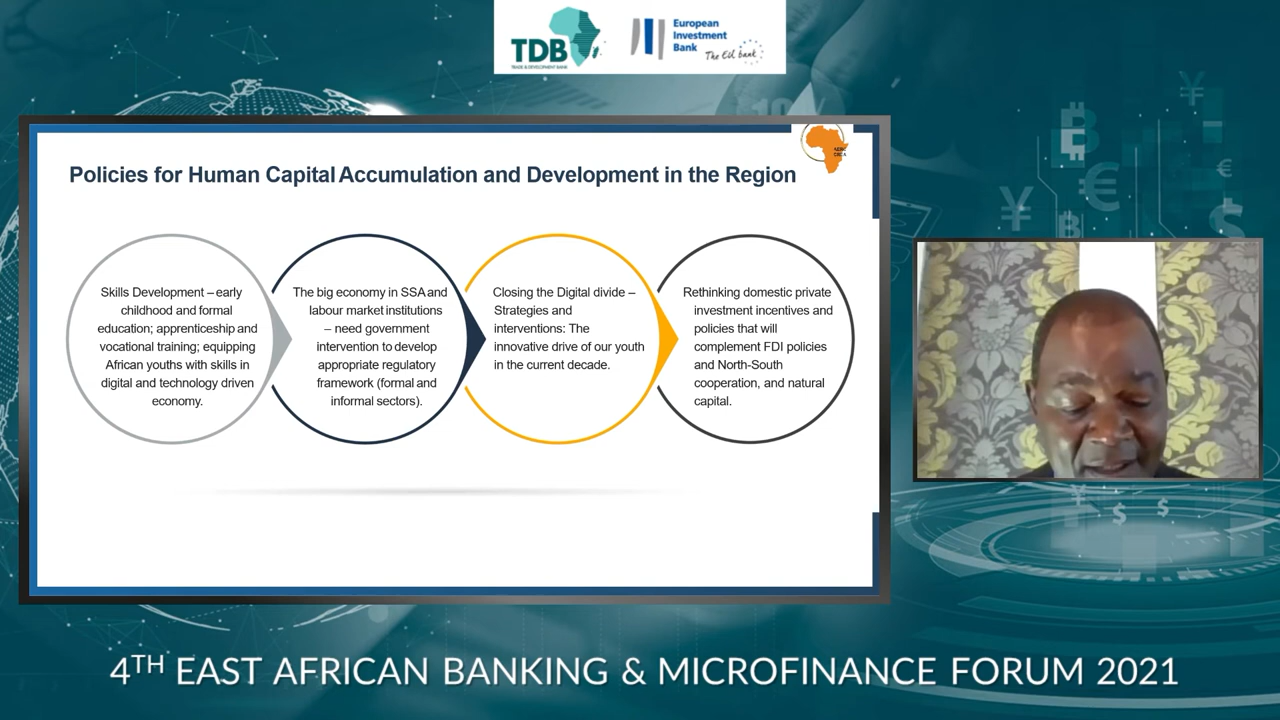 TDB
TRADE & DEVELOPMENT BANK
European
Investment
Bank
The EU bank
Policies for Human Capital Accumulation and Development in the Region
Skills Development – early
childhood and formal
education; apprenticeship and
vocational training; equipping
African youths with skills in
digital and technology driven
economy.
The big economy in SSA and
labour market institutions
– need government
intervention to develop
appropriate regulatory
framework (formal and
informal sectors).
Closing the Digital divide –
Strategies and
interventions: The
innovative drive of our youth
in the current decade.
Rethinking domestic private
investment incentives and
policies that will
complement FDI policies
and North-South
cooperation, and natural
capital.
4TH EAST AFRICAN BANKING & MICROFINANCE FORUM 2021